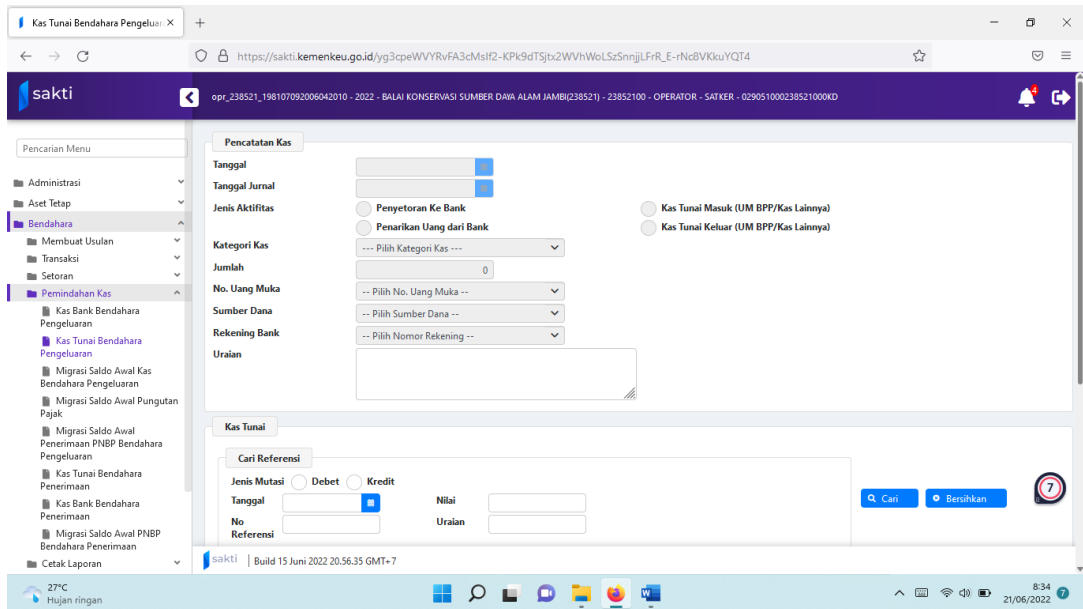 Kas Tunai Bendahara Pengeluar
https://sakti.kemenkeu.go.id/yg3cpeWVYRvFA3cMsIf2-KPk9dTSjtx2WVhWoLSzSnnjjLFrR_E-rNc8VKkuYQT4
sakti
opr_238521_198107092006042010 - 2022 - BALAI KONSERVASI SUMBER DAYA ALAM JAMBI(238521) - 23852100 - OPERATOR - SATKER - 029051000238521000KD
4
Pencarian Menu
Administrasi
Aset Tetap
Bendahara
Membuat Usulan
Transaksi
Setoran
Pemindahan Kas
Kas Bank Bendahara
Pengeluaran
Kas Tunai Bendahara
Pengeluaran
Migrasi Saldo Awal Kas
Bendahara Pengeluaran
Migrasi Saldo Awal Pungutan
Pajak
Migrasi Saldo Awal
Penerimaan PNBP Bendahara
Pengeluaran
Kas Tunai Bendahara
Penerimaan
Kas Bank Bendahara
Penerimaan
Migrasi Saldo Awal PNBP
Bendahara Penerimaan
Cetak Laporan
Pencatatan Kas
Tanggal
Tanggal Jurnal
Jenis Aktifitas
Penyetoran Ke Bank
Kas Tunai Masuk (UM BPP/Kas Lainnya)
Penarikan Uang dari Bank
Kas Tunai Keluar (UM BPP/Kas Lainnya)
Kategori Kas
--- Pilih Kategori Kas ---
Jumlah
0
No. Uang Muka
-- Pilih No. Uang Muka --
Sumber Dana
-- Pilih Sumber Dana --
Rekening Bank
-- Pilih Nomor Rekening --
Uraian
Kas Tunai
Cari Referensi
Jenis Mutasi Debet Kredit
Tanggal
Nilai
No
Referensi
Uraian
Cari
Bersihkan
7
sakti | Build 15 Juni 2022 20.56.35 GMT+7
27°C
Hujan ringan
8:34
21/06/2022
7